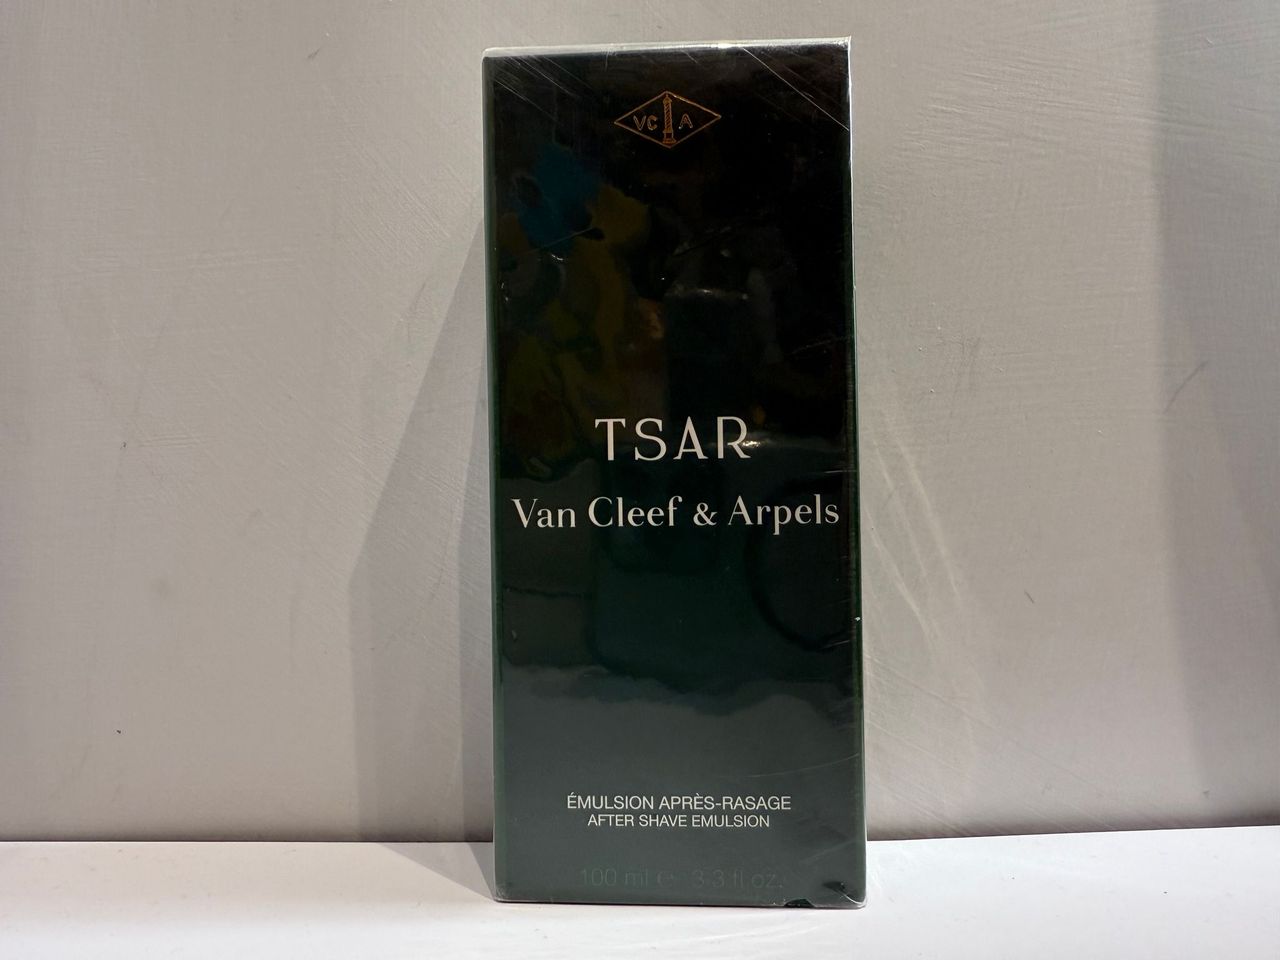 VC A
TSAR
Van Cleef & Arpels
ÉMULSION APRÈS-RASAGE
AFTER SHAVE EMULSION
100 ml e 3.3 fl.oz.